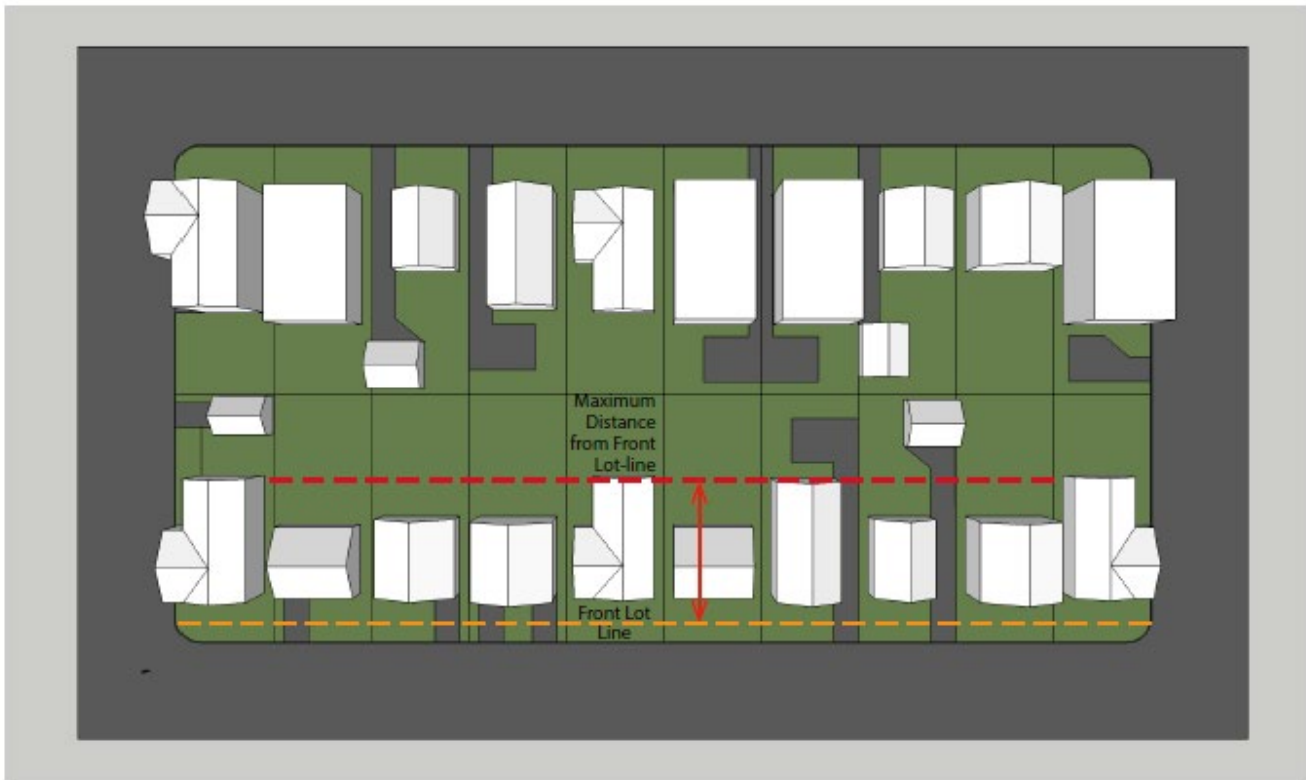 Maximum
Distance
from Front
Lot-line
Front Lot
Line